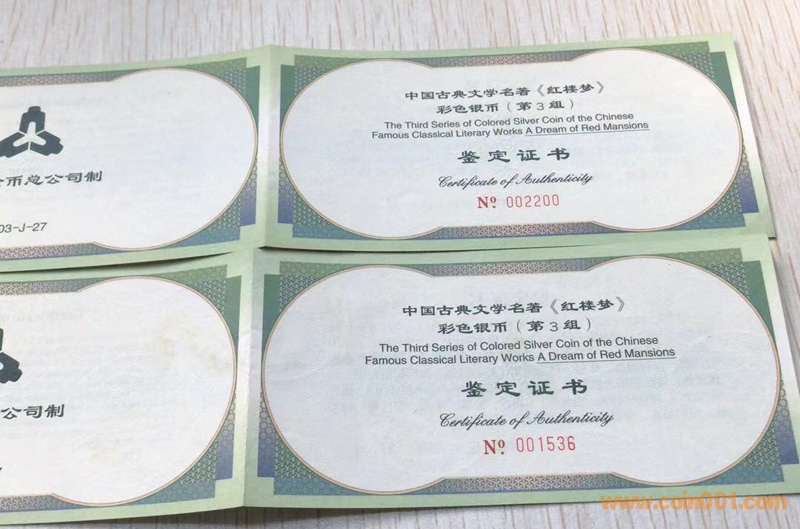 币总公司制
03-J-27
中国古典文学名著《红楼梦》
彩色银币（第3组）
The Third Series of Colored Silver Coin of the Chinese
Famous Classical Literary Works A Dream of Red Mansions
鉴定证书
Certificate of Authenticity
Nº 002200
公司制
中国古典文学名著《红楼梦》
彩色银币（第3组）
The Third Series of Colored Silver Coin of the Chinese
Famous Classical Literary Works A Dream of Red Mansions
鉴定证书
Certificate of Authenticity
Nº 001536
www.coin001.com